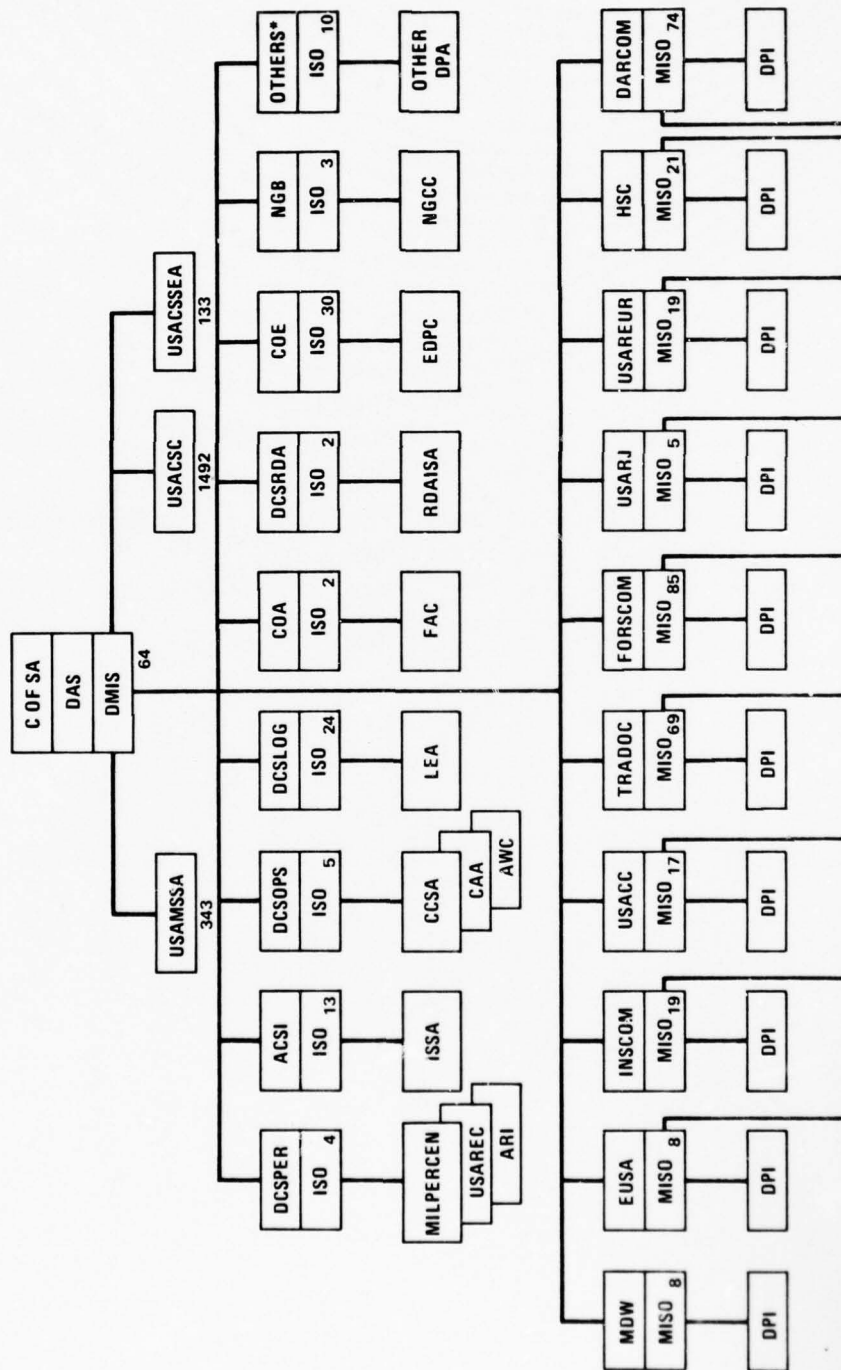 C OF SA
DAS
DMIS
64
USAMSSA
343
USACSC
1492
USACSSEA
133
DCSPER
ISO 4
MILPERCEN
USAREC
ARI
ACSI
ISO 13
ISSA
DCSOPS
ISO 5
CCSA
CAA
AWC
DCSLOG
ISO 24
LEA
COA
ISO 2
FAC
DCSRDA
ISO 2
RDAISA
COE
ISO 30
EDPC
NGB
ISO 3
NGCC
OTHERS*
ISO 10
OTHER
DPA
MDW
MISO 8
DPI
EUSA
MISO 8
DPI
INSCOM
MISO 19
DPI
USACC
MISO 17
DPI
TRADOC
MISO 69
DPI
FORSCOM
MISO 85
DPI
USARJ
MISO 5
DPI
USAREUR
MISO 19
DPI
HSC
MISO 21
DPI
DARCOM
MISO 74
DPI